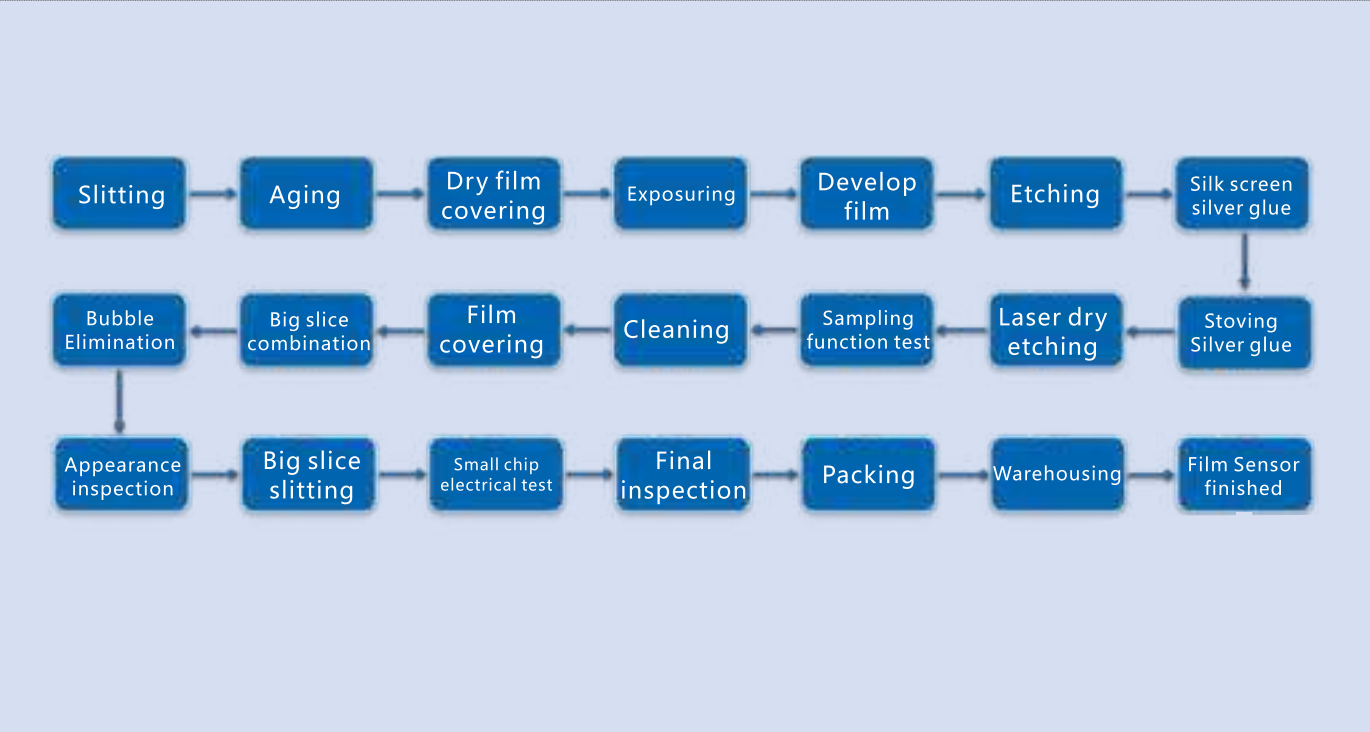 Slitting
Aging
Dry film
covering
Exposuring
Develop
film
Etching
Silk screen
silver glue
Stoving
Silver glue
Laser dry
etching
Sampling
function test
Cleaning
Film
covering
Big slice
combination
Bubble
Elimination
Appearance
inspection
Big slice
slitting
Small chip
electrical test
Final
inspection
Packing
Warehousing
Film Sensor
finished